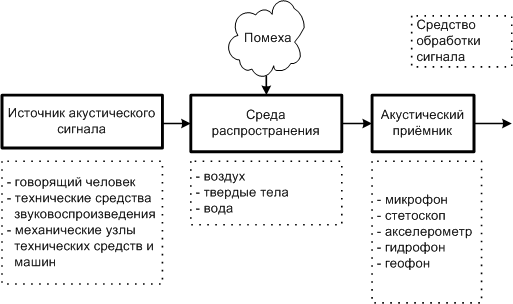 Помеха
Средство
обработки
сигнала
Источник акустического
сигнала
Среда
распространения
Акустический
приёмник
- говорящий человек
- технические средства
звуковоспроизведения
- механические узлы
технических средств и
машин
- воздух
- твердые тела
- вода
- микрофон
- стетоскоп
- акселерометр
- гидрофон
- геофон